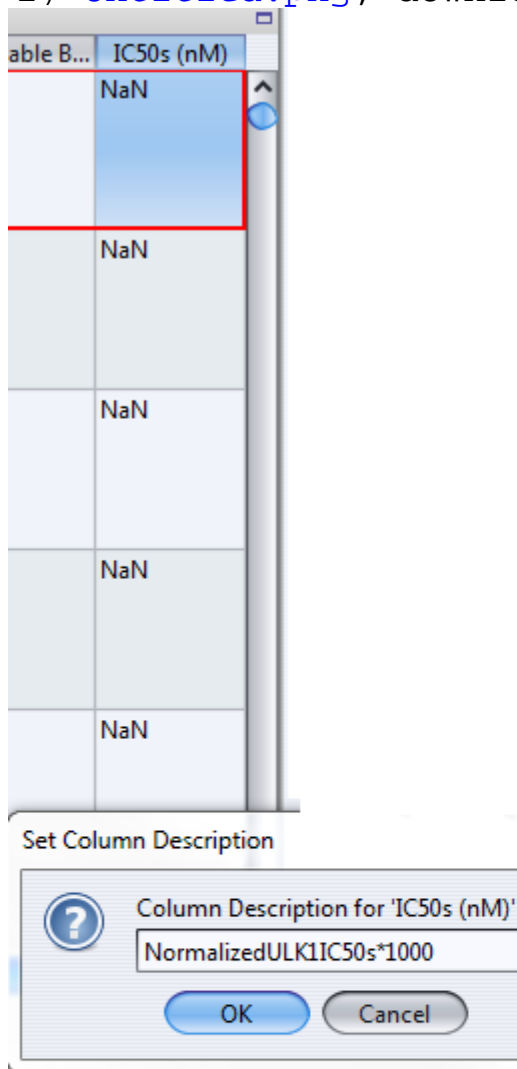 able B... IC50s (nM)
NaN
NaN
NaN
NaN
NaN
Set Column Description
Column Description for 'IC50s (nM)'
NormalizedULK1IC50s*1000
OK Cancel